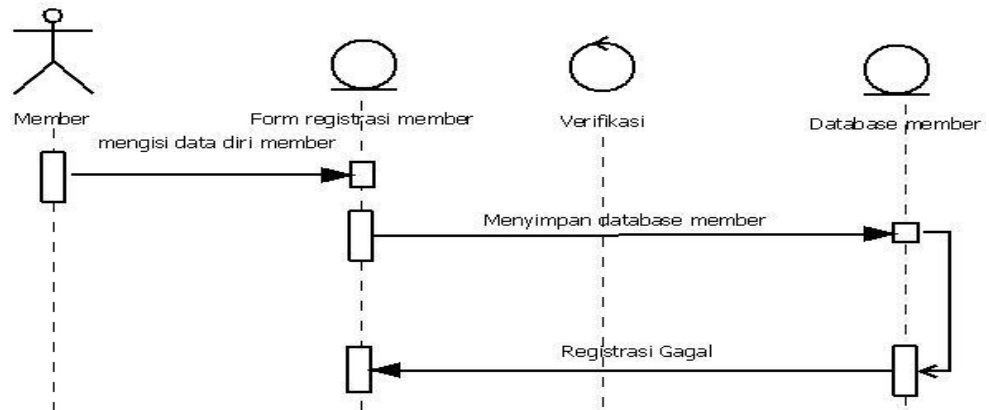 Member
Form registrasi member
Verifikasi
Database member
mengisi data diri member
Menyimpan database member
Registrasi Gagal